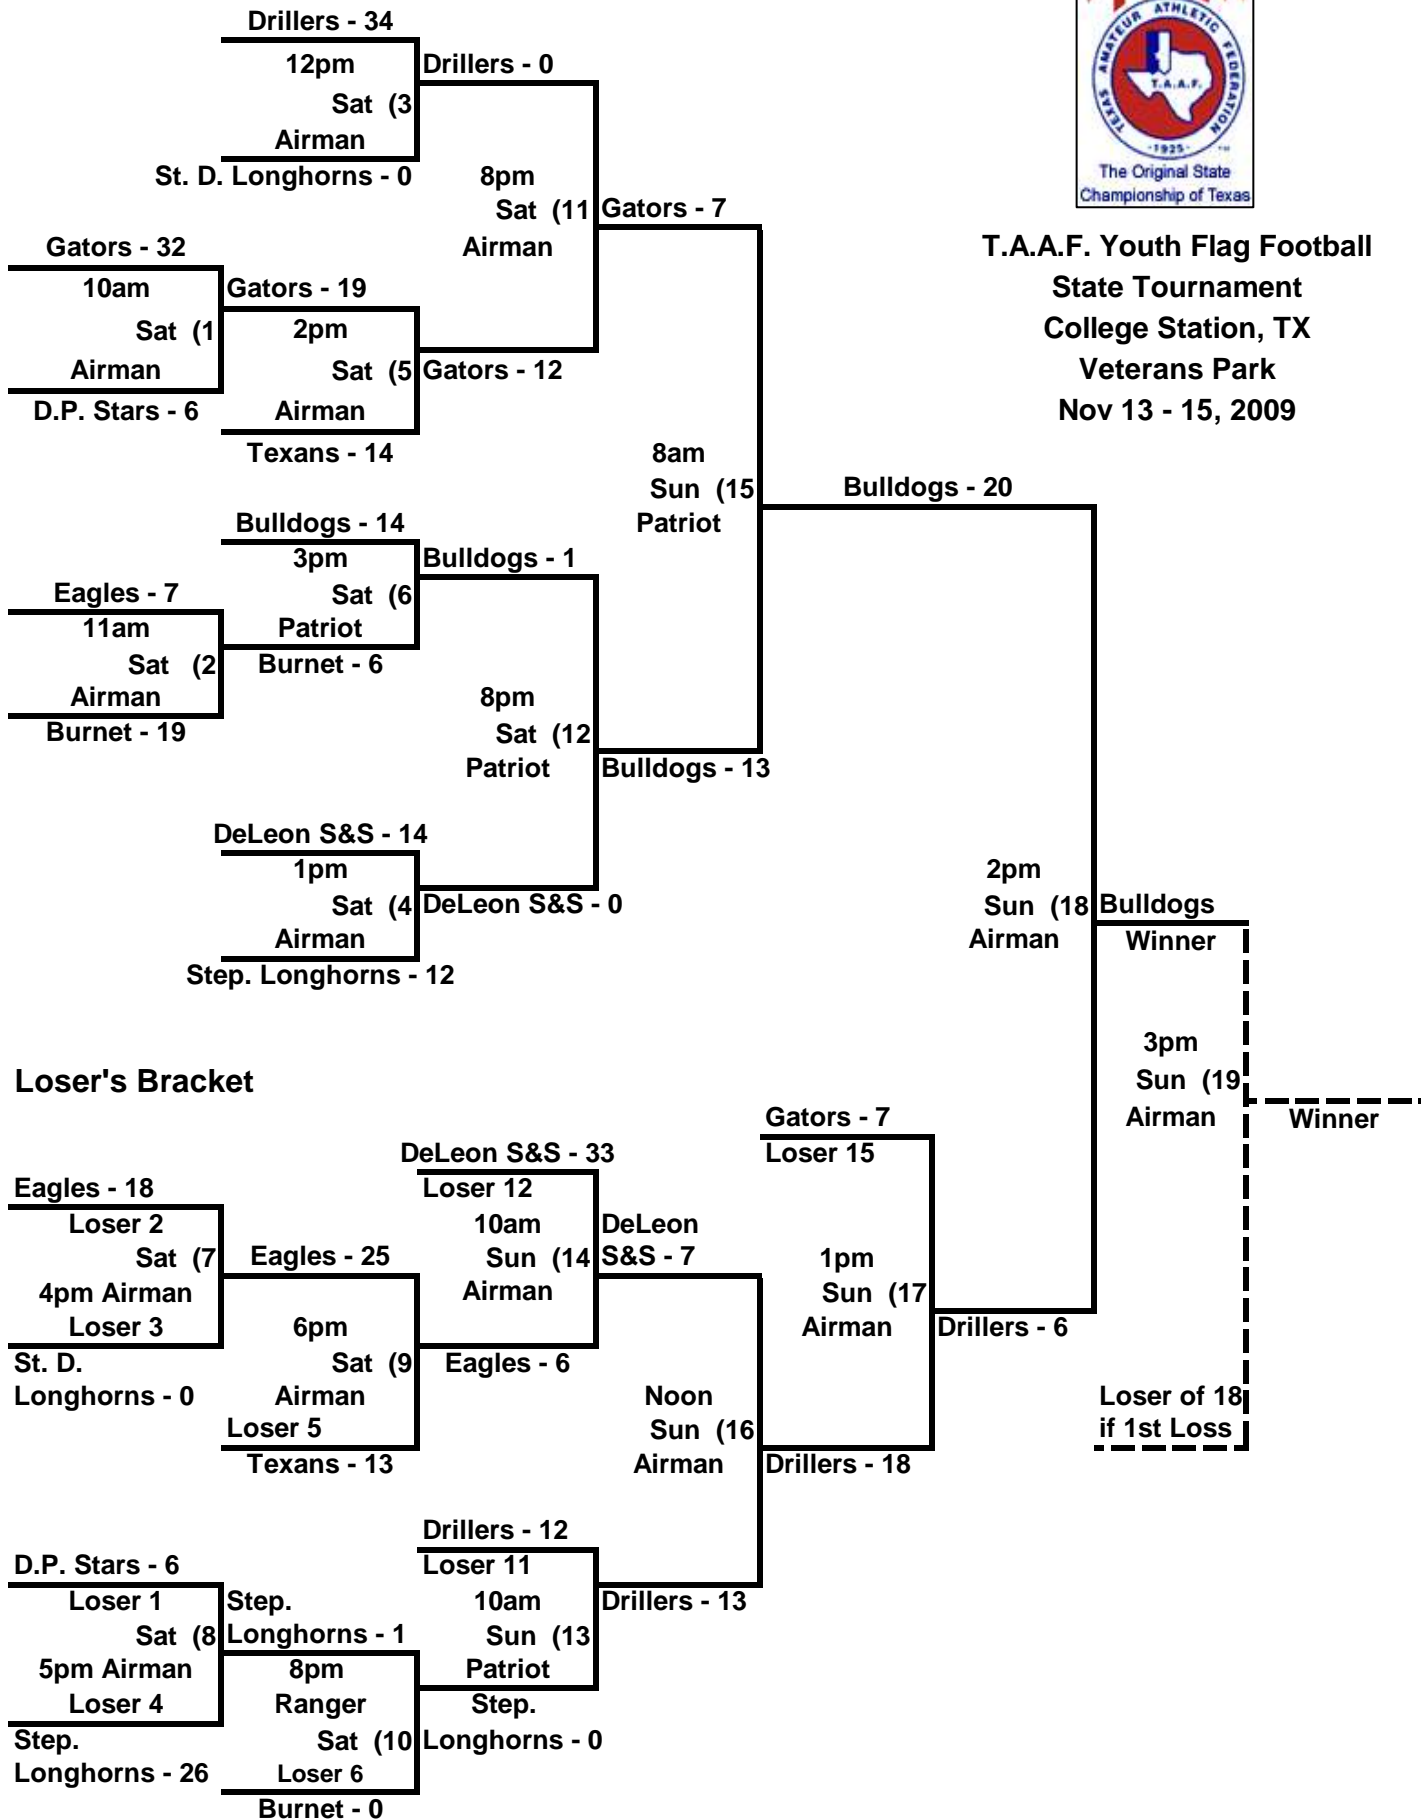 Drillers - 34
12pm
Sat (3
Airman
St. D. Longhorns - 0
Drillers - 0
8pm
Sat (11
Airman
Gators - 32
10am
Sat (1
Airman
D.P. Stars - 6
Gators - 19
2pm
Sat (5
Airman
Texans - 14
Gators - 12
Gators - 7
TEXAS AMATEUR ATHLETIC FEDERATION
T.A.A.F.
-1925-
The Original State
Championship of Texas
T.A.A.F. Youth Flag Football
State Tournament
College Station, TX
Veterans Park
Nov 13 - 15, 2009
8am
Sun (15
Patriot
Bulldogs - 20
Bulldogs - 14
3pm
Sat (6
Patriot
Burnet - 6
Bulldogs - 1
Eagles - 7
11am
Sat (2
Airman
Burnet - 19
8pm
Sat (12
Patriot
Bulldogs - 13
DeLeon S&S - 14
1pm
Sat (4
Airman
Step. Longhorns - 12
DeLeon S&S - 0
2pm
Sun (18
Airman
Bulldogs
Winner
3pm
Sun (19
Airman
Winner
Loser of 18
if 1st Loss
Loser's Bracket
Eagles - 18
Loser 2
Sat (7
4pm Airman
Loser 3
St. D.
Longhorns - 0
Eagles - 25
6pm
Sat (9
Airman
Loser 5
Texans - 13
DeLeon S&S - 33
Loser 12
10am
Sun (14
Airman
Eagles - 6
DeLeon
S&S - 7
Gators - 7
Loser 15
1pm
Sun (17
Airman
Drillers - 6
Noon
Sun (16
Airman
Drillers - 18
D.P. Stars - 6
Loser 1
Sat (8
5pm Airman
Loser 4
Step.
Longhorns - 26
Step.
Longhorns - 1
8pm
Ranger
Sat (10
Loser 6
Burnet - 0
Drillers - 12
Loser 11
10am
Sun (13
Patriot
Step.
Longhorns - 0
Drillers - 13